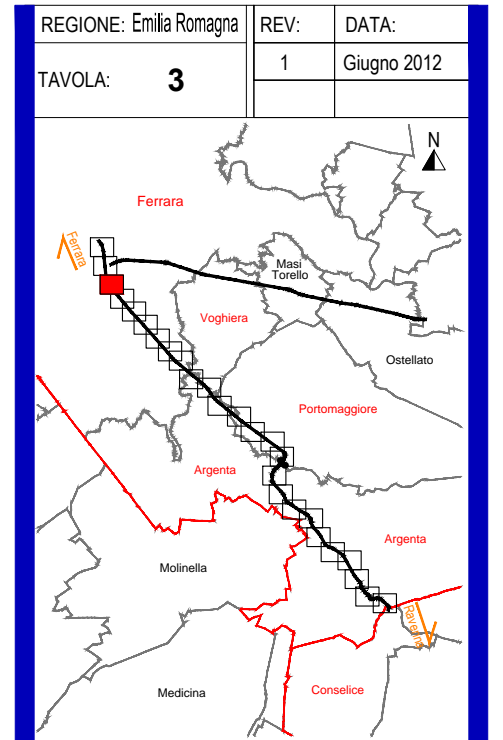 REGIONE: Emilia Romagna
REV:
DATA:
TAVOLA: 3
1
Giugno 2012
N
Ferrara
Ferrara
Masi
Torello
Voghiera
Ostellato
Portomaggiore
Argenta
Argenta
Molinella
Ravenna
Medicina
Conselice